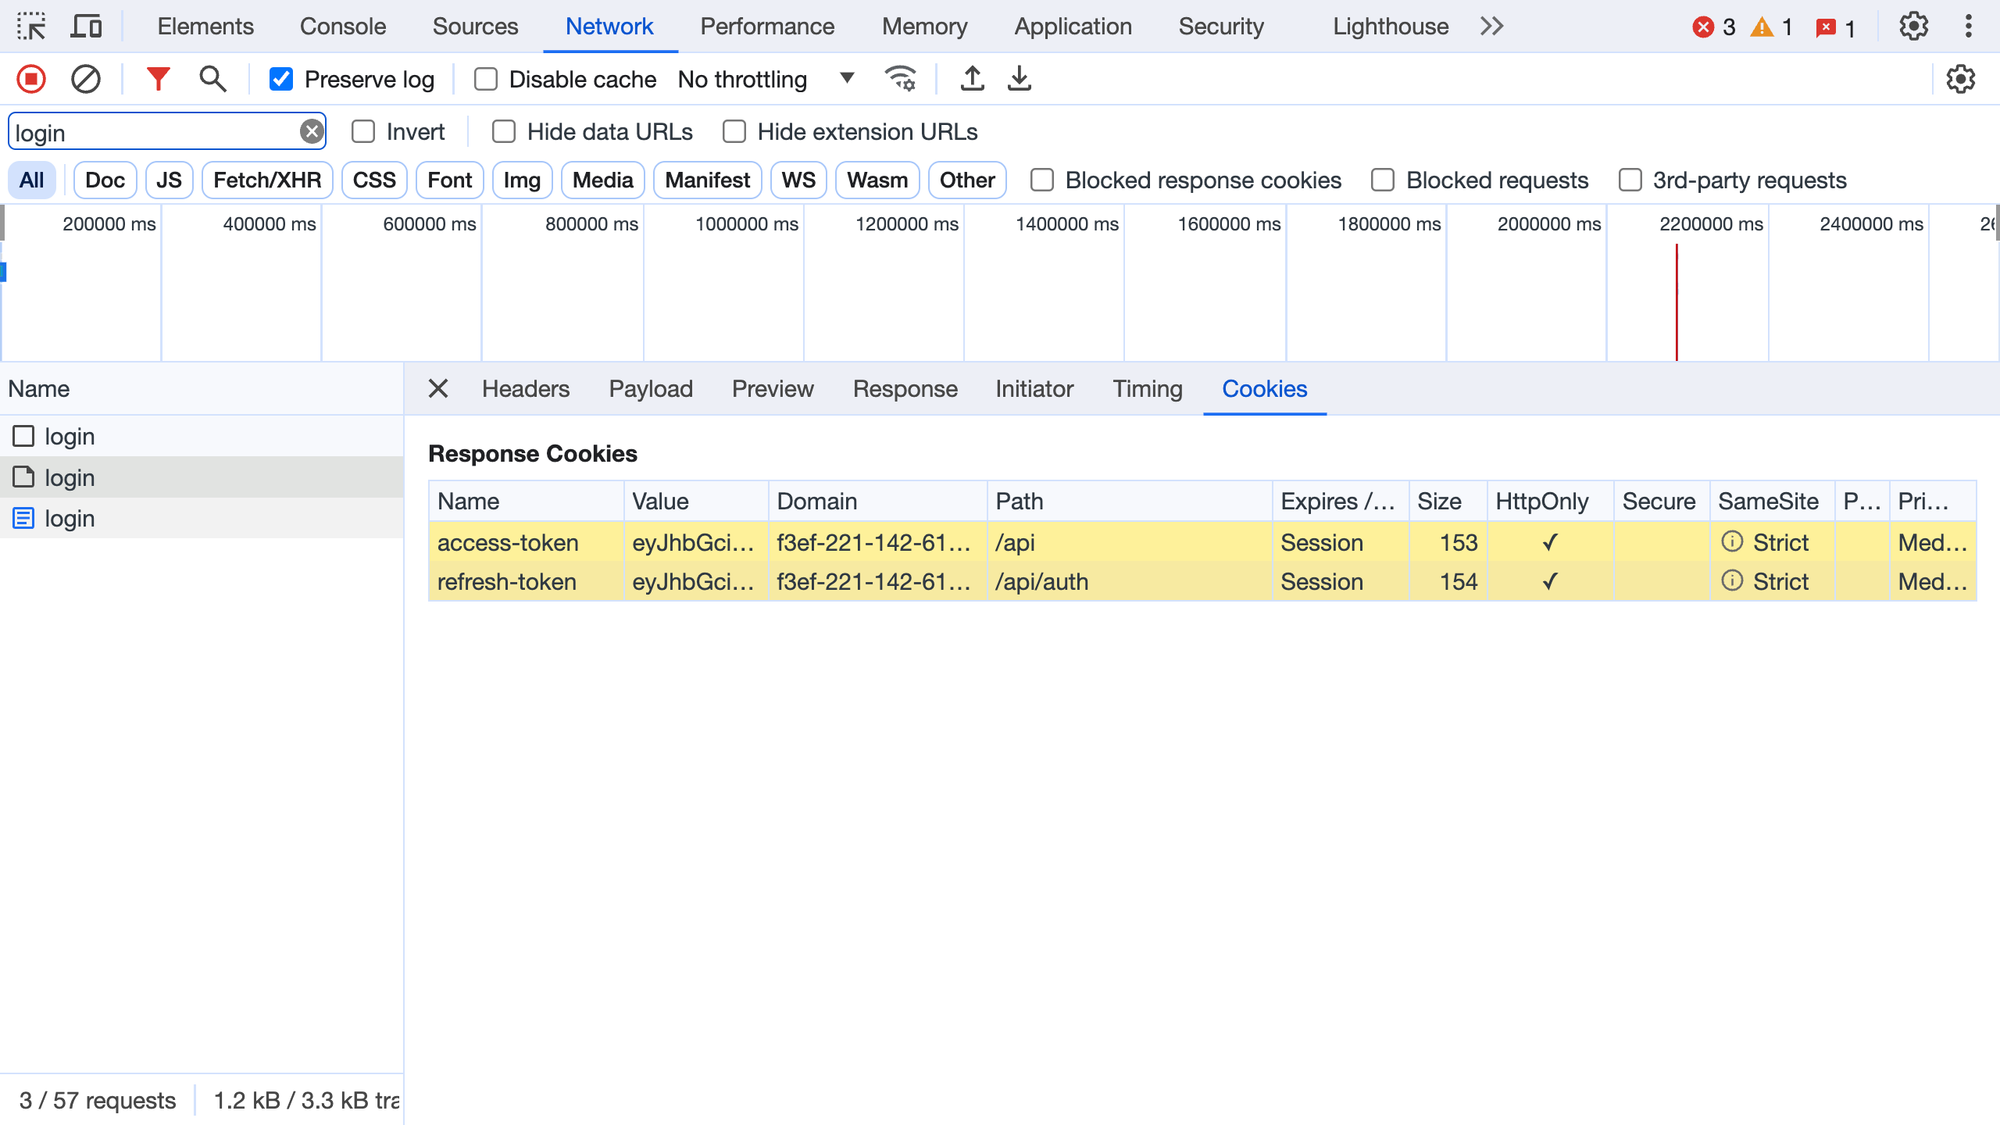 Elements Console Sources Network Performance Memory Application Security Lighthouse 3 1 1
Preserve log Disable cache No throttling
login Invert Hide data URLs Hide extension URLs
All Doc JS Fetch/XHR CSS Font Img Media Manifest WS Wasm Other Blocked response cookies Blocked requests 3rd-party requests
200000 ms 400000 ms 600000 ms 800000 ms 1000000 ms 1200000 ms 1400000 ms 1600000 ms 1800000 ms 2000000 ms 2200000 ms 2400000 ms
Name Headers Payload Preview Response Initiator Timing Cookies
login
login
login
Response Cookies
Name Value Domain Path Expires /... Size HttpOnly Secure SameSite P... Pri...
access-token eyJhbGci... f3ef-221-142-61... /api Session 153 ✓ Strict Med...
refresh-token eyJhbGci... f3ef-221-142-61... /api/auth Session 154 ✓ Strict Med...
3 / 57 requests 1.2 kB / 3.3 kB tra